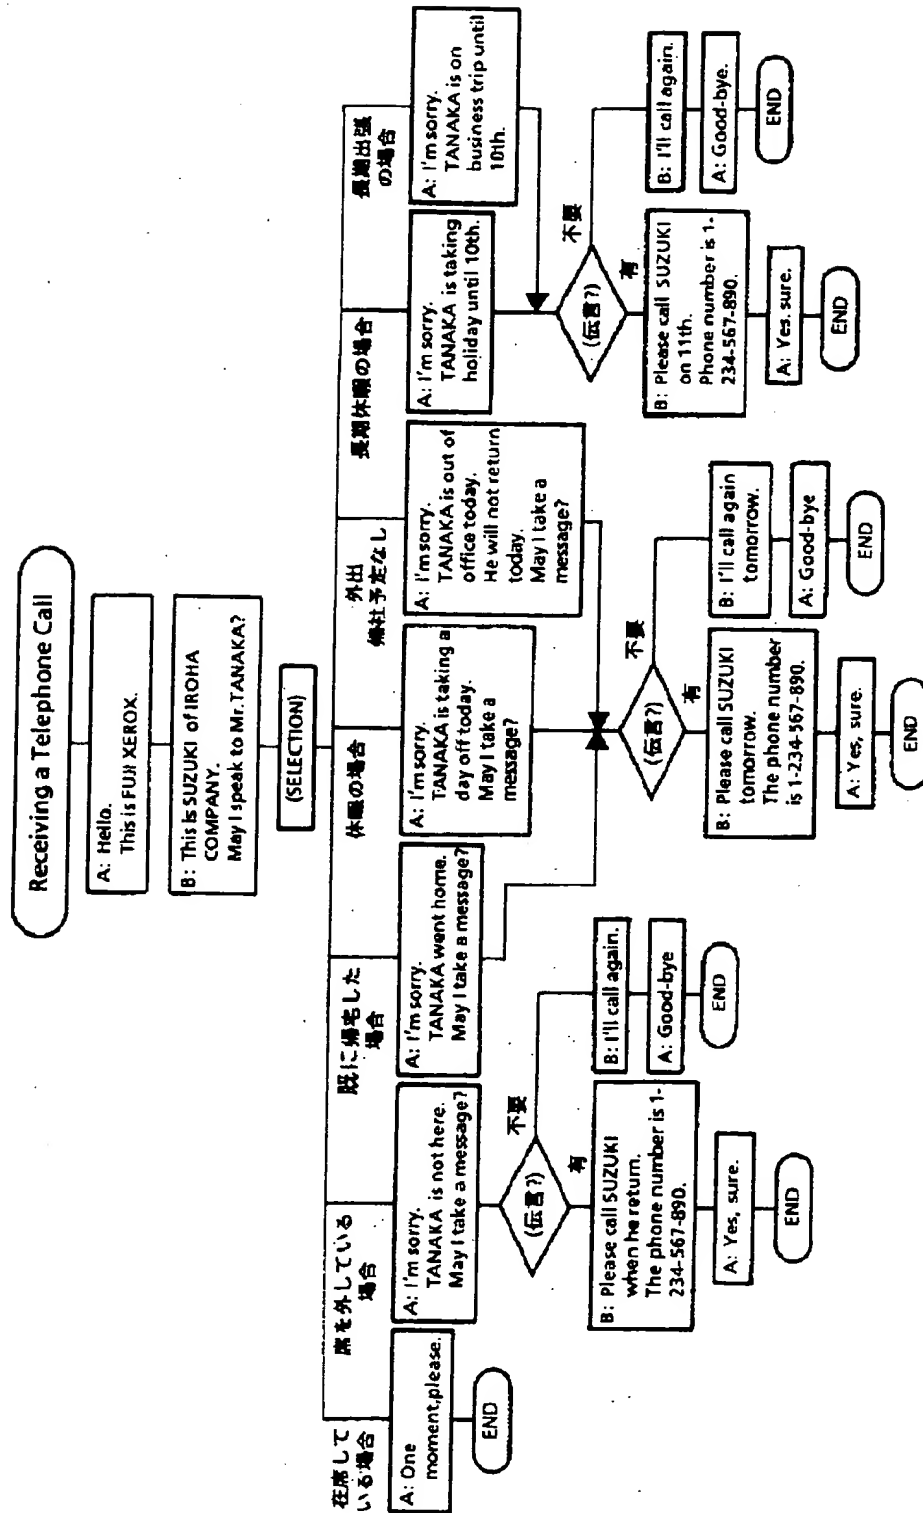 Receiving a Telephone Call
A: Hello.
This is FUJI XEROX.
B: This is SUZUKI of IROHA
COMPANY.
May I speak to Mr. TANAKA?
(SELECTION)
在席して
いる場合
A: One
moment,please.
END
席を外している
場合
A: I'm sorry.
TANAKA is not here.
May I take a message?
(伝言?)
不要
有
B: Please call SUZUKI
when he return.
The phone number is 1-
234-567-890.
A: Yes, sure.
END
B: I'll call again.
A: Good-bye
END
既に帰宅した
場合
A: I'm sorry.
TANAKA went home.
May I take a message?
休暇の場合
A: I'm sorry.
TANAKA is taking a
day off today.
May I take a
message?
外出
帰社予定なし
A: I'm sorry.
TANAKA is out of
office today.
He will not return
today.
May I take a
message?
(伝言?)
不要
有
B: Please call SUZUKI
tomorrow.
The phone number
is 1-234-567-890.
A: Yes, sure.
END
B: I'll call again
tomorrow.
A: Good-bye
END
長期休暇の場合
A: I'm sorry.
TANAKA is taking
holiday until 10th.
長期出張
の場合
A: I'm sorry.
TANAKA is on
business trip until
10th.
(伝言?)
不要
有
B: Please call SUZUKI
on 11th.
Phone number is 1-
234-567-890.
A: Yes, sure.
END
B: I'll call again.
A: Good-bye.
END